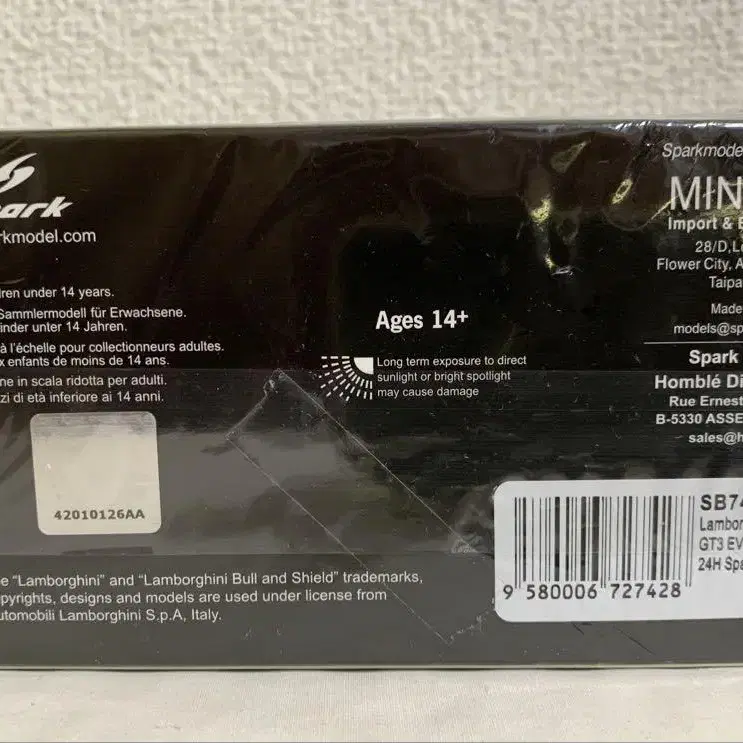 ark
rkmodel.com
ren under 14 years.
Sammlermodell für Erwachsene.
inder unter 14 Jahren.
à l'échelle pour collectionneurs adultes.
x enfants de moins de 14 ans.
ne in scala ridotta per adulti.
zi di età inferiore ai 14 anni.
42010126AA
e "Lamborghini" and "Lamborghini Bull and Shield" trademarks,
pyrights, designs and models are used under license from
utomobili Lamborghini S.p.A, Italy.
Ages 14+
Long term exposure to direct
sunlight or bright spotlight
may cause damage
Sparkmode
MIN
Import & E
28/D,L
Flower City, A
Taipa
Made
models@sp
Spark
Homblé Di
Rue Ernest
B-5330 ASSE
sales@h
SB74
Lambor
GT3 EV
24H Spa
9 580006 727428